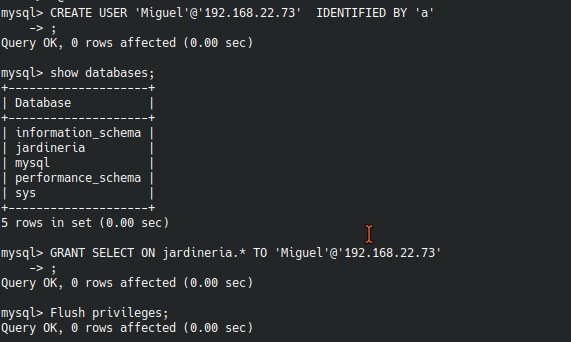 mysql> CREATE USER 'Miguel'@'192.168.22.73'  IDENTIFIED BY 'a'
    -> ;
Query OK, 0 rows affected (0.00 sec)

mysql> show databases;
+--------------------+
| Database           |
+--------------------+
| information_schema |
| jardineria         |
| mysql              |
| performance_schema |
| sys                |
+--------------------+
5 rows in set (0.00 sec)

mysql> GRANT SELECT ON jardineria.* TO 'Miguel'@'192.168.22.73'
    -> ;
Query OK, 0 rows affected (0.00 sec)

mysql> Flush privileges;
Query OK, 0 rows affected (0.00 sec)